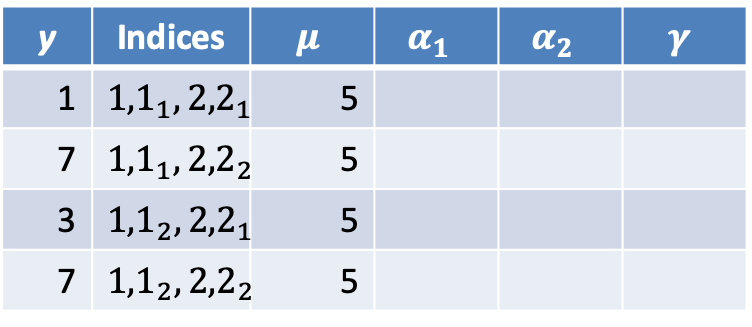 y Indices μ α₁ α₂ γ
1 1,1₁, 2,2₁ 5
7 1,1₁, 2,2₂ 5
3 1,1₂, 2,2₁ 5
7 1,1₂, 2,2₂ 5